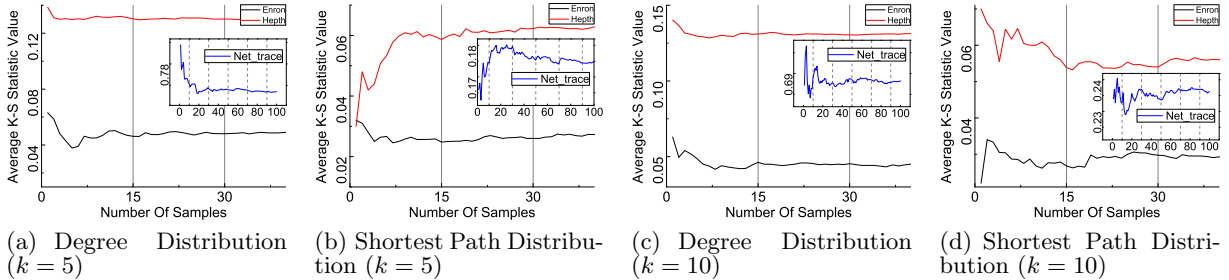 Average K-S Statistic Value
0.12
0.08
0.04
Enron
Hepth
Net_trace
0.78
0 20 40 60 80 100
0 15 30
Number Of Samples
(a) Degree Distribution
(k = 5)
Average K-S Statistic Value
0.06
0.04
0.02
Enron
Hepth
0.18
0.17
Net_trace
0 20 40 60 80 100
0 15 30
Number Of Samples
(b) Shortest Path Distribu-
tion (k = 5)
Average K-S Statistic Value
0.15
0.10
0.05
Enron
Hepth
Net_trace
0.69
0 20 40 60 80 100
0 15 30
Number Of Samples
(c) Degree Distribution
(k = 10)
Average K-S Statistic Value
0.06
0.04
Enron
Hepth
0.24
0.23
Net_trace
0 20 40 60 80 100
0 15 30
Number Of Samples
(d) Shortest Path Distri-
bution (k = 10)